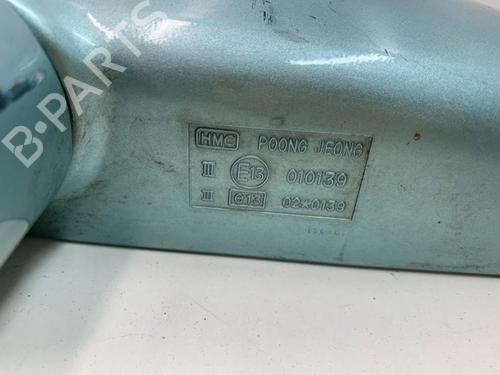 B-PARTS
HMC POONG JEONG
III E13 010139
II e13 02*0139